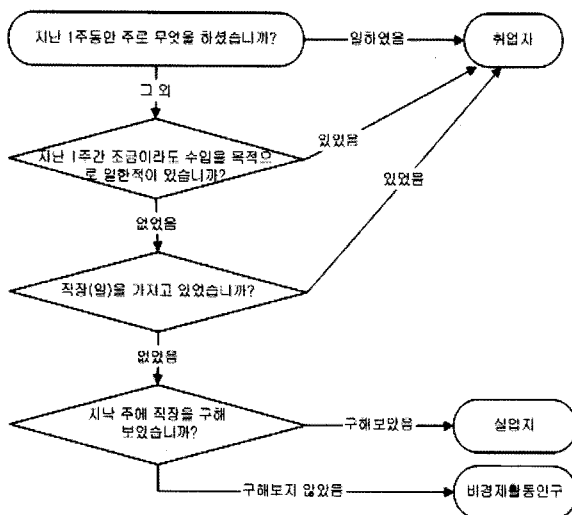 지난 1주동안 주로 무엇을 하셨습니까?
일하였음
취업자
그 외
지난 1주간 조금이라도 수입을 목적으
로 일한적이 있습니까?
있었음
있었음
없었음
직장(일)을 가지고 있었습니까?
없었음
지낙 주에 직장을 구해
보았습니까?
구해보았음
실업자
구해보지 않았음
비경제활동인구